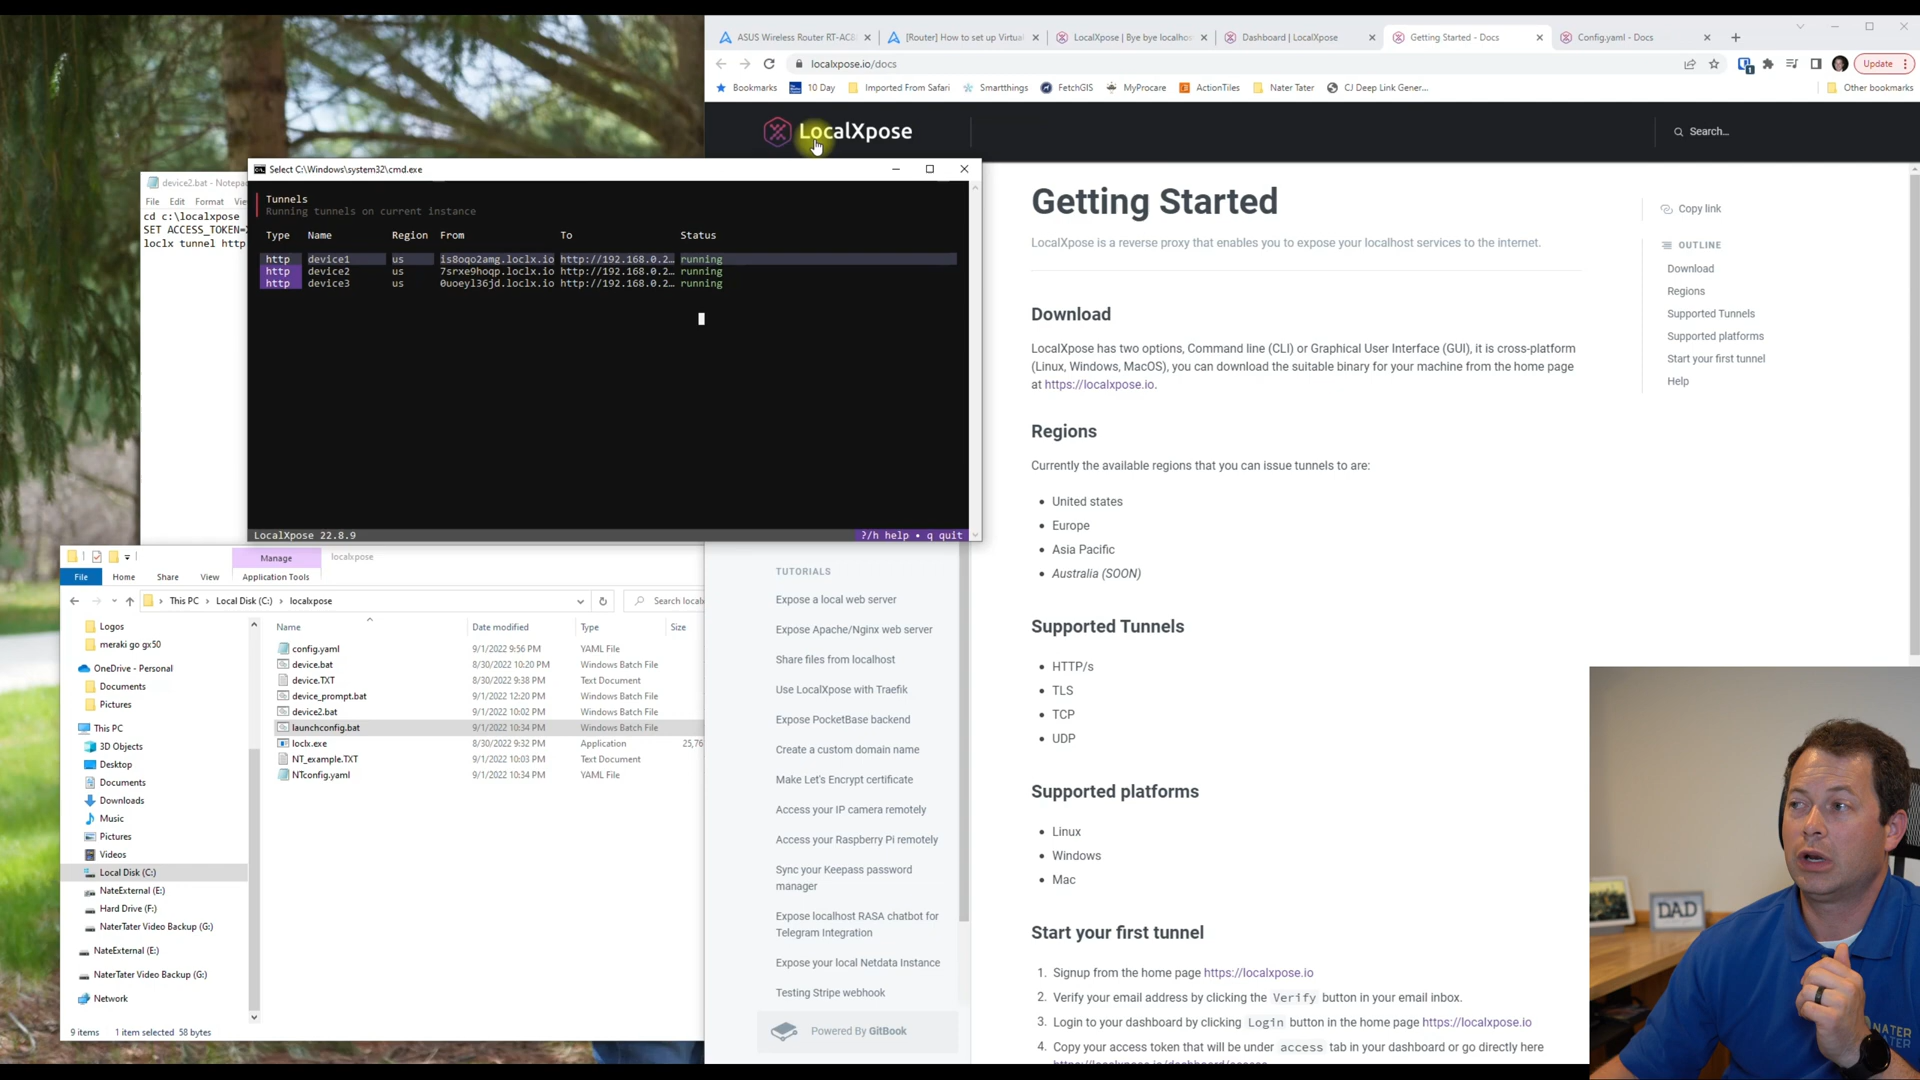 ASUS Wireless Router RT-AC8
[Router] How to set up Virtual
LocalXpose | Bye bye localhos
Dashboard | LocalXpose
Getting Started - Docs
Config.yaml - Docs
localxpose.io/docs
Update
Bookmarks
10 Day
Imported From Safari
Smartthings
FetchGIS
MyProcare
ActionTiles
Nater Tater
CJ Deep Link Gener...
Other bookmarks
LocalXpose
Search...
device2.bat - Notepa
File Edit Format Vie
cd c:\localxpose
SET ACCESS_TOKEN=
loclx tunnel http
Select C:\Windows\system32\cmd.exe
Tunnels
Running tunnels on current instance
Type Name Region From To Status
http device1 us is8oqo2amg.loclx.io http://192.168.0.2… running
http device2 us 7srxe9hoqp.loclx.io http://192.168.0.2… running
http device3 us 0uoeyl36jd.loclx.io http://192.168.0.2… running
LocalXpose 22.8.9
?/h help • q quit
Getting Started
LocalXpose is a reverse proxy that enables you to expose your localhost services to the internet.
Download
LocalXpose has two options, Command line (CLI) or Graphical User Interface (GUI), it is cross-platform
(Linux, Windows, MacOS), you can download the suitable binary for your machine from the home page
at https://localxpose.io.
Regions
Currently the available regions that you can issue tunnels to are:
• United states
• Europe
• Asia Pacific
• Australia (SOON)
Supported Tunnels
• HTTP/s
• TLS
• TCP
• UDP
Supported platforms
• Linux
• Windows
• Mac
Start your first tunnel
1. Signup from the home page https://localxpose.io
2. Verify your email address by clicking the Verify button in your email inbox.
3. Login to your dashboard by clicking Login button in the home page https://localxpose.io
4. Copy your access token that will be under access tab in your dashboard or go directly here
https://localxpose.io/dashboard/access
Copy link
OUTLINE
Download
Regions
Supported Tunnels
Supported platforms
Start your first tunnel
Help
TUTORIALS
Expose a local web server
Expose Apache/Nginx web server
Share files from localhost
Use LocalXpose with Traefik
Expose PocketBase backend
Create a custom domain name
Make Let's Encrypt certificate
Access your IP camera remotely
Access your Raspberry Pi remotely
Sync your Keepass password
manager
Expose localhost RASA chatbot for
Telegram Integration
Expose your local Netdata Instance
Testing Stripe webhook
Powered By GitBook
Manage
localxpose
File Home Share View Application Tools
This PC > Local Disk (C:) > localxpose
Search local
Logos
meraki go gx50
OneDrive - Personal
Documents
Pictures
This PC
3D Objects
Desktop
Documents
Downloads
Music
Pictures
Videos
Local Disk (C:)
NateExternal (E:)
Hard Drive (F:)
NaterTater Video Backup (G:)
NateExternal (E:)
NaterTater Video Backup (G:)
Network
Name Date modified Type Size
config.yaml 9/1/2022 9:56 PM YAML File
device.bat 8/30/2022 10:20 PM Windows Batch File
device.TXT 8/30/2022 9:38 PM Text Document
device_prompt.bat 9/1/2022 12:20 PM Windows Batch File
device2.bat 9/1/2022 10:02 PM Windows Batch File
launchconfig.bat 9/1/2022 10:34 PM Windows Batch File
loclx.exe 8/30/2022 9:32 PM Application 25,76
NT_example.TXT 9/1/2022 10:03 PM Text Document
NTconfig.yaml 9/1/2022 10:34 PM YAML File
9 items 1 item selected 58 bytes
DAD
NATER